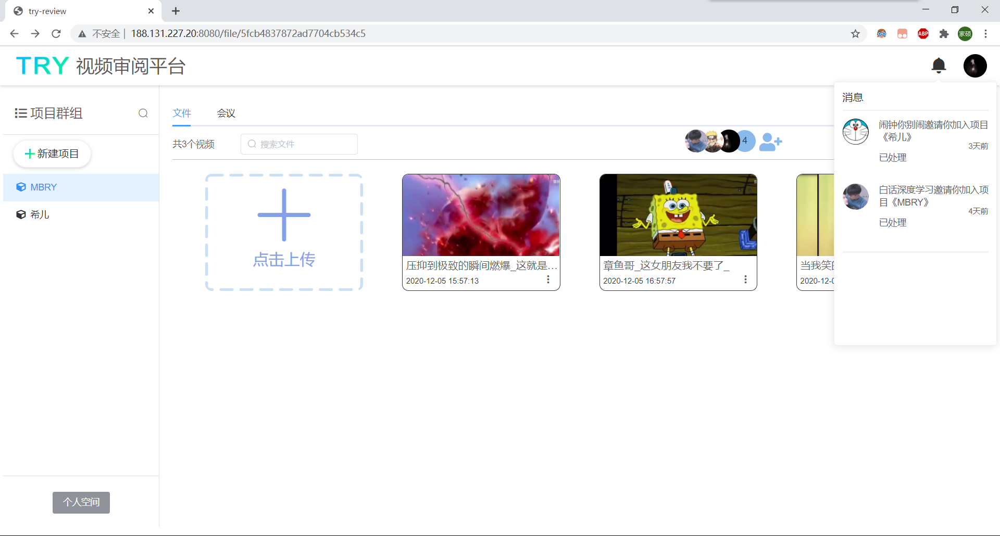 try-review
不安全 | 188.131.227.20:8080/file/5fcb4837872ad7704cb534c5
ABP
家硕
TRY 视频审阅平台
项目群组
新建项目
MBRY
希儿
个人空间
文件 会议
共3个视频
搜索文件
4
点击上传
压抑到极致的瞬间燃爆_这就是...
2020-12-05 15:57:13
章鱼哥_这女朋友我不要了_
2020-12-05 16:57:57
当我笑
2020-12-0
消息
闹钟你别闹邀请你加入项目
《希儿》
3天前
已处理
白话深度学习邀请你加入项
目《MBRY》
4天前
已处理